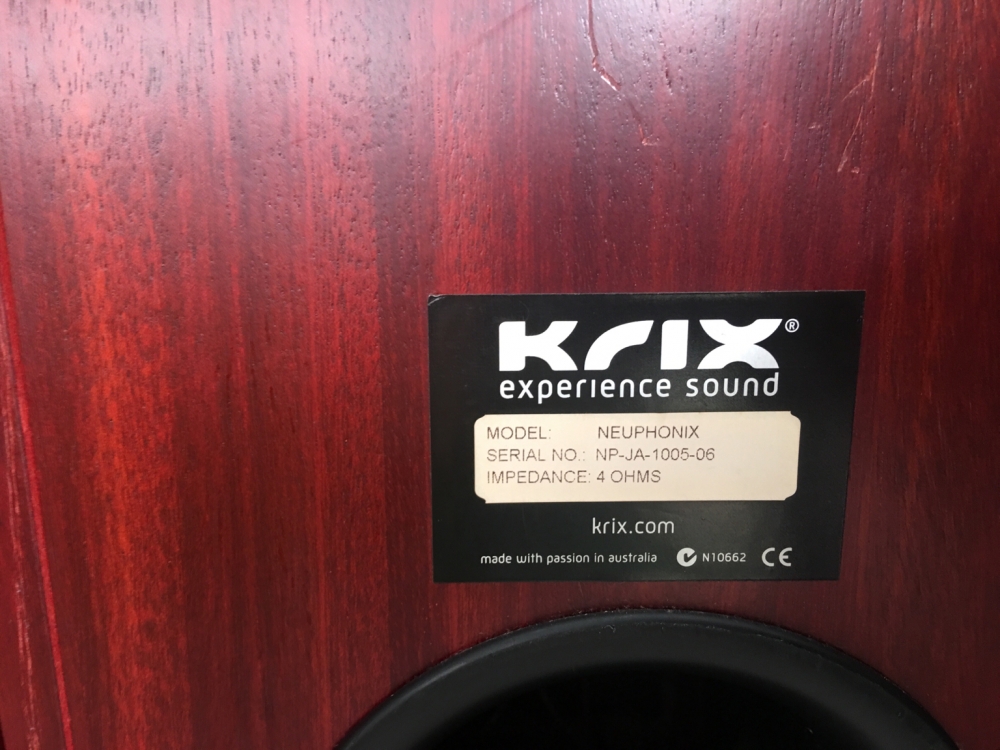 KRIX®
experience sound
MODEL: NEUPHONIX
SERIAL NO.: NP-JA-1005-06
IMPEDANCE: 4 OHMS
krix.com
made with passion in australia N10662 CE